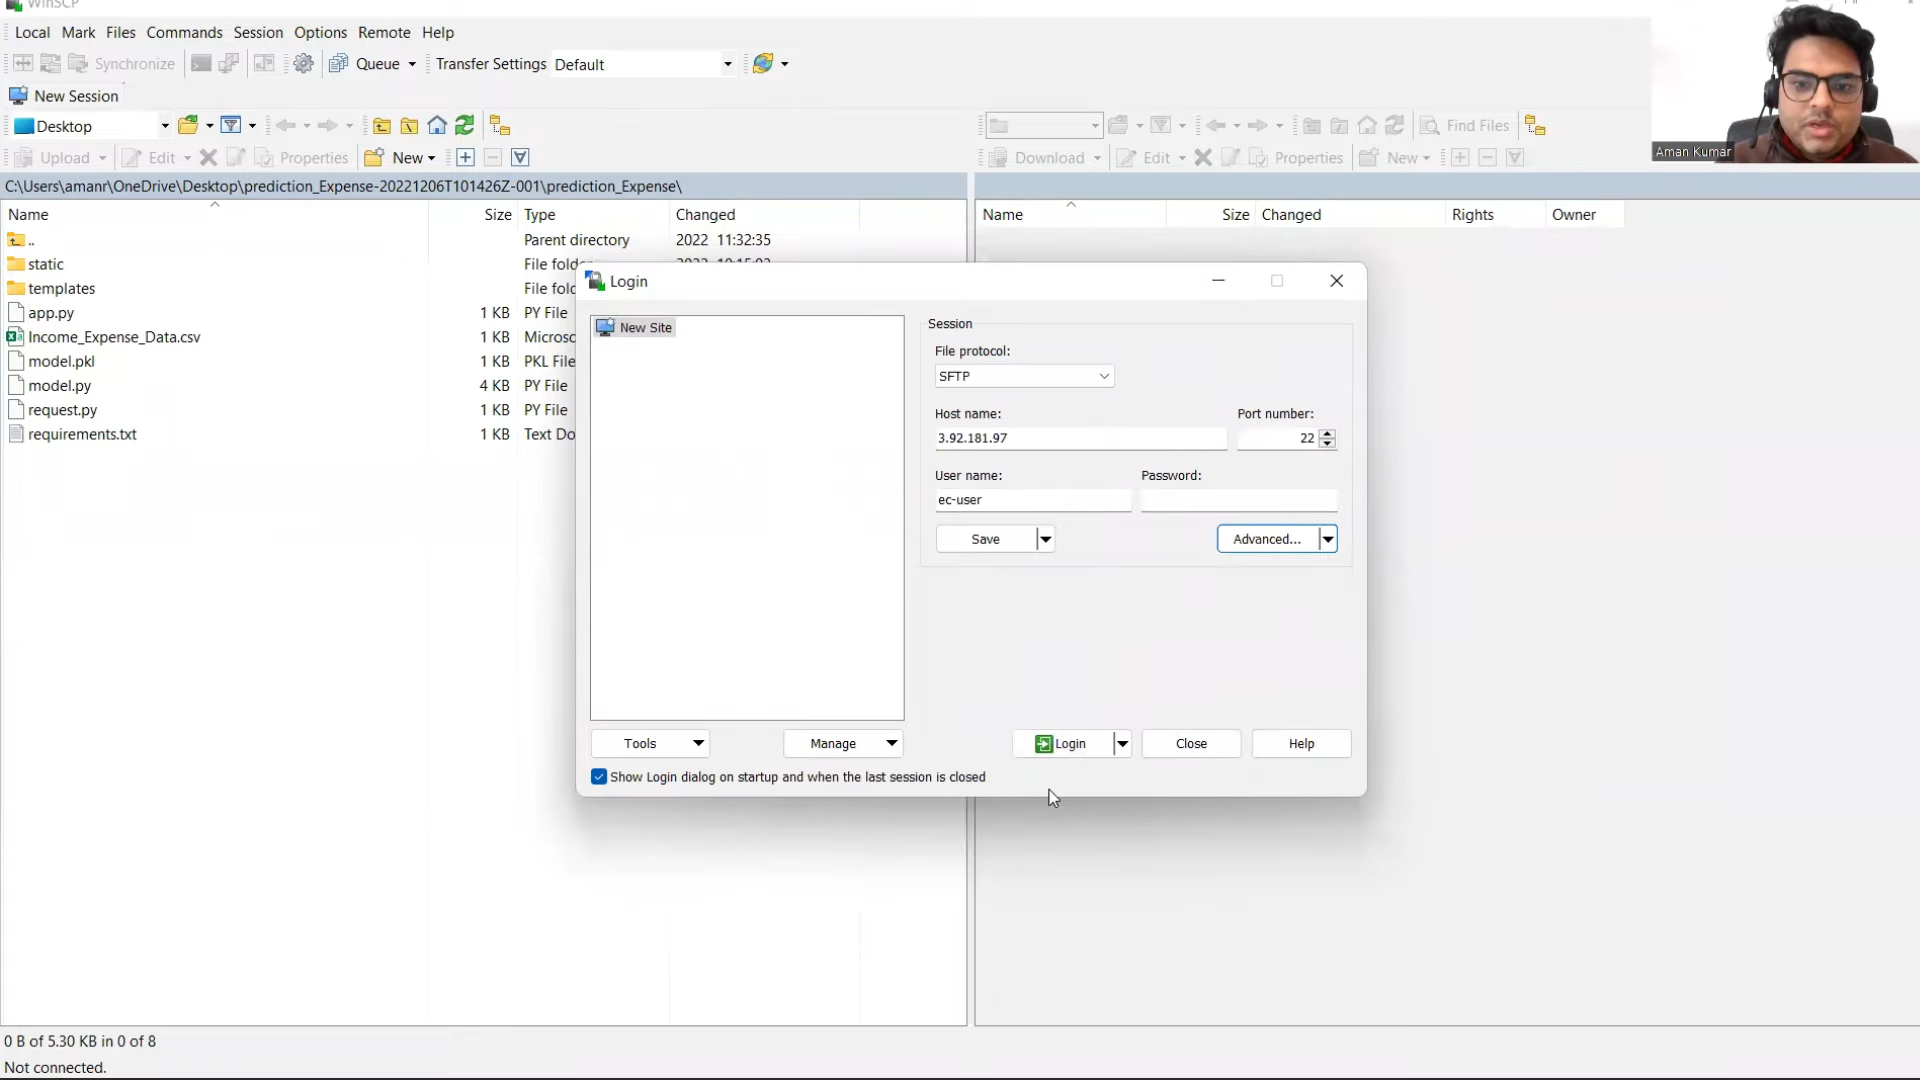 WinSCP
Local Mark Files Commands Session Options Remote Help
Synchronize Queue Transfer Settings Default
New Session
Desktop
Find Files
Upload Edit Properties New
Download Edit Properties New
Aman Kumar
C:\Users\amanr\OneDrive\Desktop\prediction_Expense-20221206T101426Z-001\prediction_Expense\
Name Size Type Changed
Name Size Changed Rights Owner
.. Parent directory 2022 11:32:35
static File folde
templates File fold
app.py 1 KB PY File
Income_Expense_Data.csv 1 KB Microso
model.pkl 1 KB PKL File
model.py 4 KB PY File
request.py 1 KB PY File
requirements.txt 1 KB Text Do
Login
New Site
Session
File protocol:
SFTP
Host name: Port number:
3.92.181.97 22
User name: Password:
ec-user
Save Advanced...
Tools Manage Login Close Help
Show Login dialog on startup and when the last session is closed
0 B of 5.30 KB in 0 of 8
Not connected.